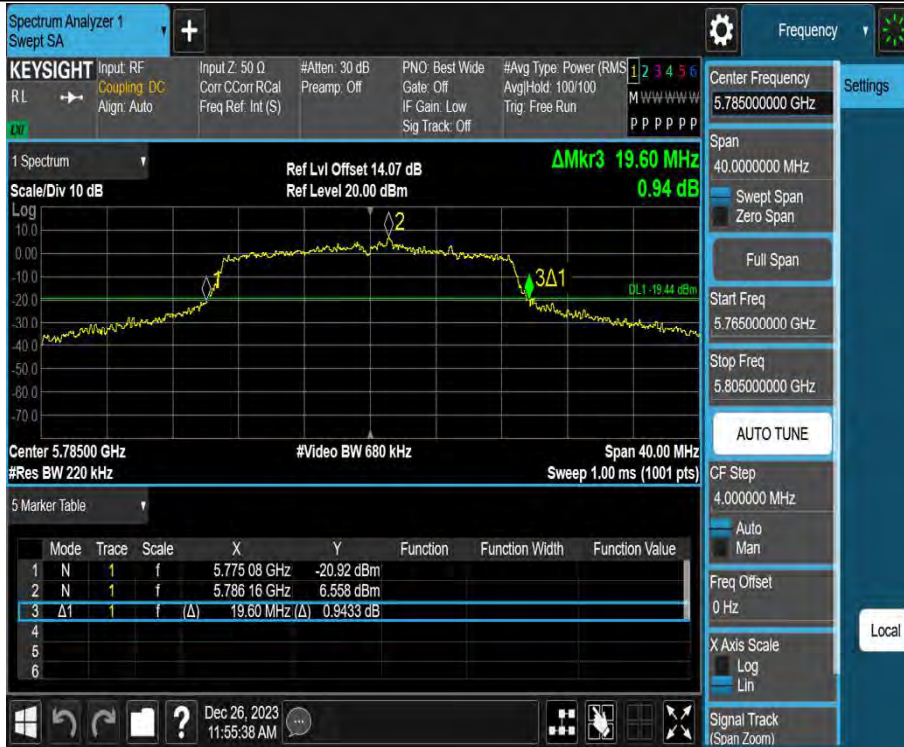 Spectrum Analyzer 1
Swept SA
+
Frequency
KEYSIGHT
RL
LXI
Input: RF
Coupling: DC
Align: Auto
Input Z: 50 Ω
Corr CCorr RCal
Freq Ref: Int (S)
#Atten: 30 dB
Preamp: Off
PNO: Best Wide
Gate: Off
IF Gain: Low
Sig Track: Off
#Avg Type: Power (RMS
Avg|Hold: 100/100
Trig: Free Run
1 2 3 4 5 6
M W W W W W
P P P P P P
1 Spectrum
Scale/Div 10 dB
Ref Lvl Offset 14.07 dB
Ref Level 20.00 dBm
ΔMkr3 19.60 MHz
0.94 dB
Log
10.0
0.00
-10.0
-20.0
-30.0
-40.0
-50.0
-60.0
-70.0
1
2
3Δ1
DL1 -19.44 dBm
Center 5.78500 GHz
#Res BW 220 kHz
#Video BW 680 kHz
Span 40.00 MHz
Sweep 1.00 ms (1001 pts)
5 Marker Table
Mode Trace Scale X Y Function Function Width Function Value
1 N 1 f 5.775 08 GHz -20.92 dBm
2 N 1 f 5.786 16 GHz 6.558 dBm
3 Δ1 1 f (Δ) 19.60 MHz (Δ) 0.9433 dB
4
5
6
?
Dec 26, 2023
11:55:38 AM
Center Frequency
5.785000000 GHz
Span
40.0000000 MHz
Swept Span
Zero Span
Full Span
Start Freq
5.765000000 GHz
Stop Freq
5.805000000 GHz
AUTO TUNE
CF Step
4.000000 MHz
Auto
Man
Freq Offset
0 Hz
X Axis Scale
Log
Lin
Signal Track
(Span Zoom)
Settings
Local